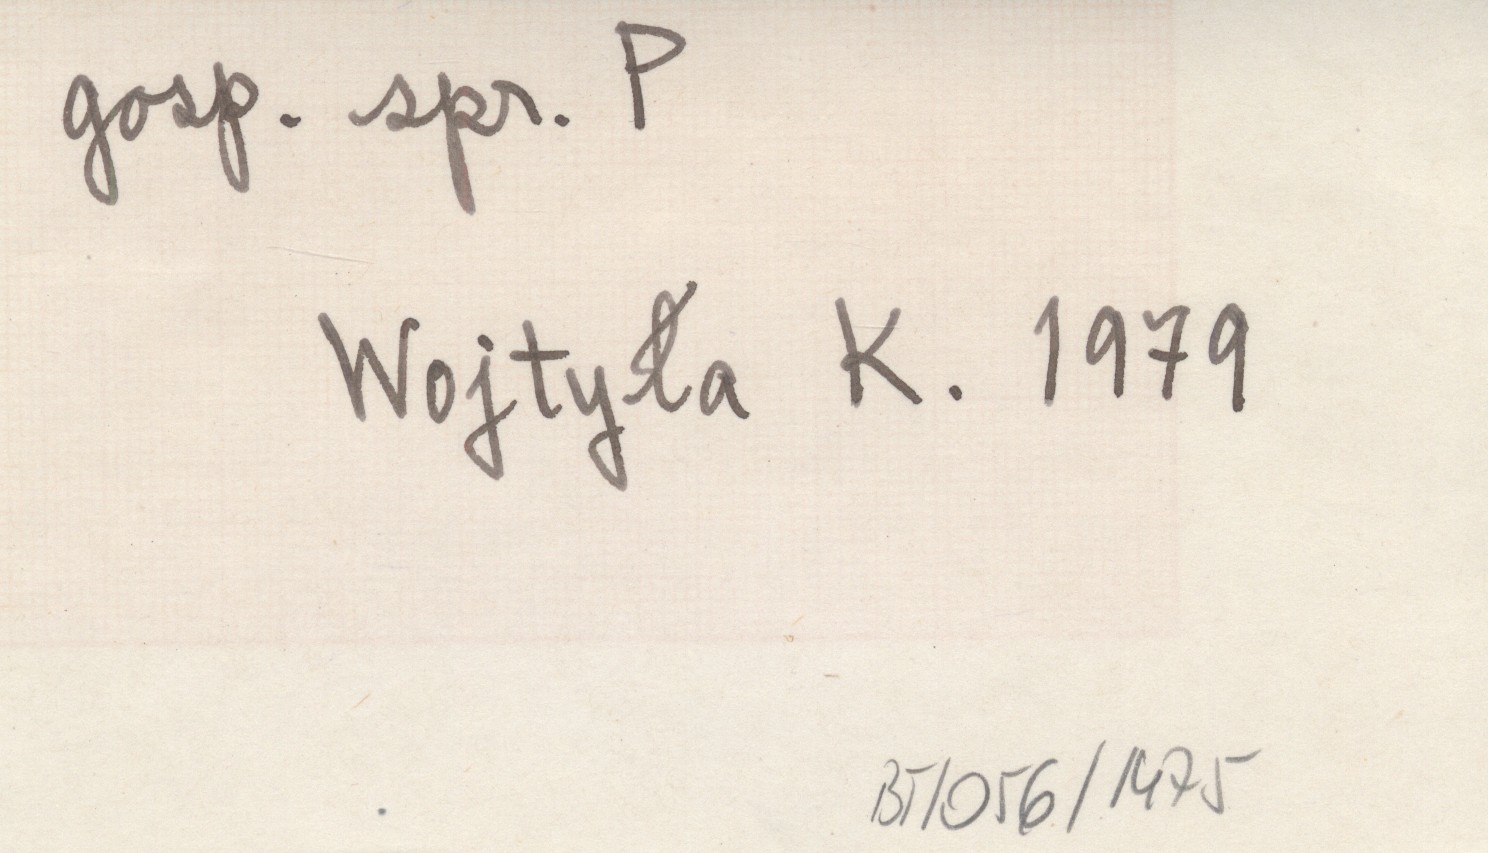 gosp. spr. P
Wojtyła K. 1979
BT/056/1475